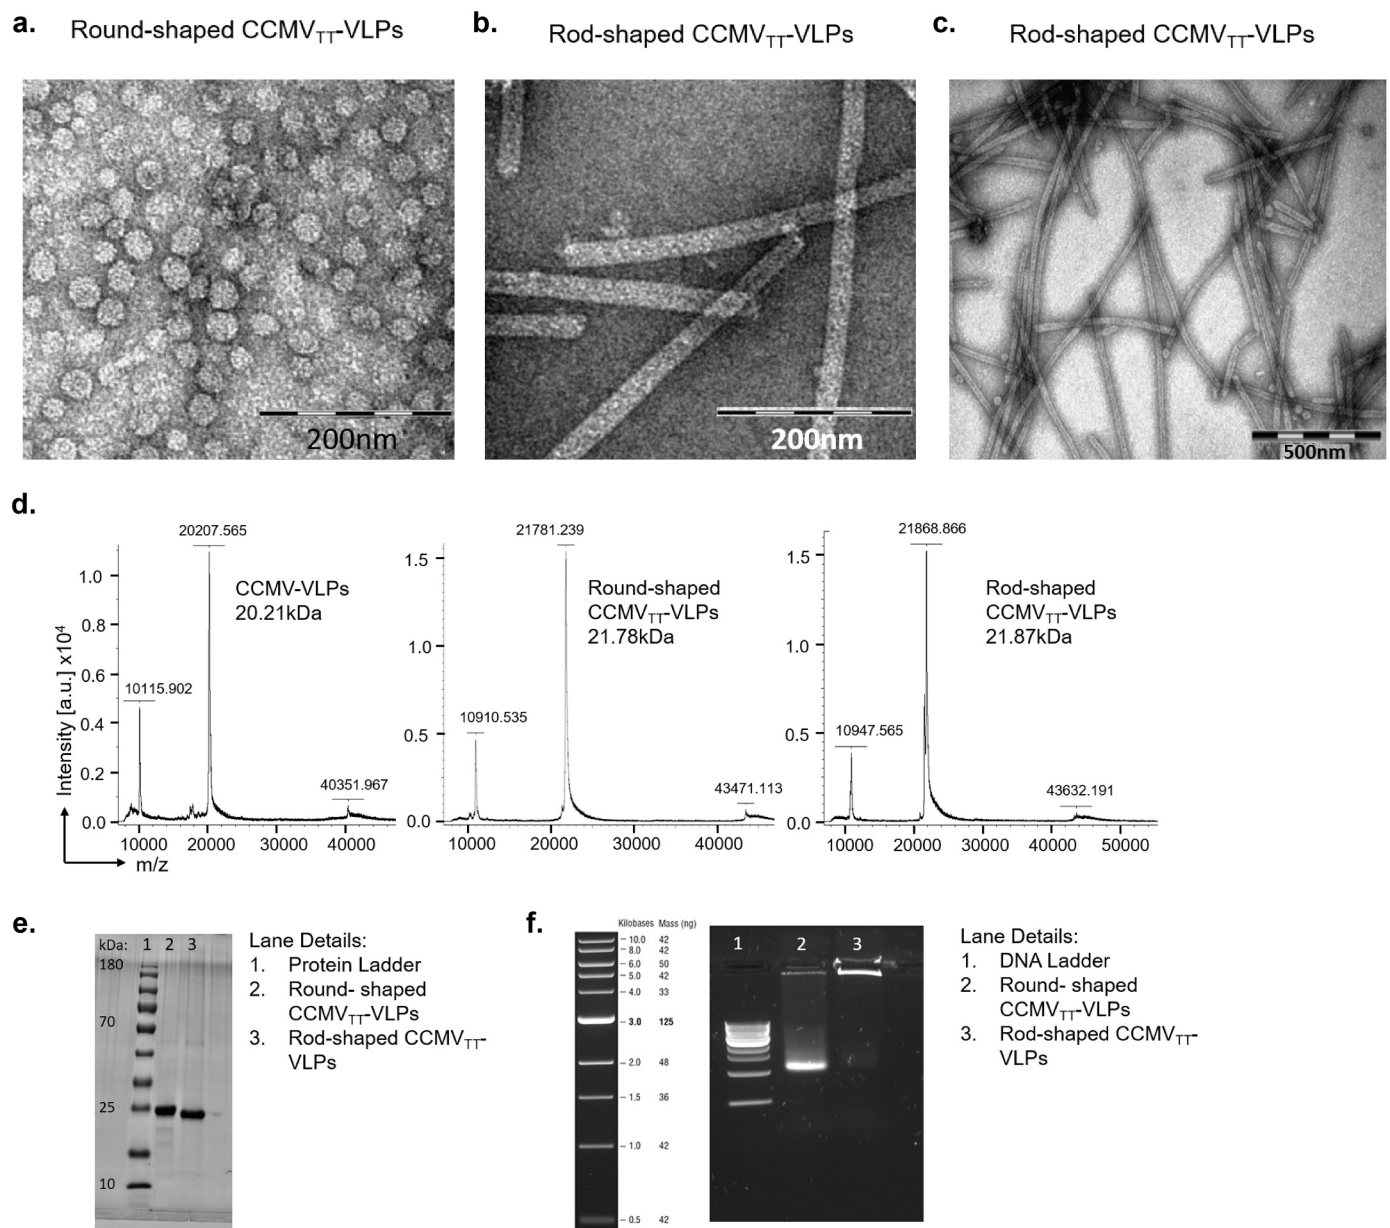 a.
Round-shaped CCMVTT-VLPs
b.
Rod-shaped CCMVTT-VLPs
c.
Rod-shaped CCMVTT-VLPs
200nm
200nm
500nm
d.
Intensity [a.u.] x10⁴
m/z
20207.565
10115.902
40351.967
CCMV-VLPs
20.21kDa
1.0
0.8
0.6
0.4
0.2
0.0
10000 20000 30000 40000
21781.239
10910.535
43471.113
Round-shaped
CCMVTT-VLPs
21.78kDa
1.5
1.0
0.5
0.0
10000 20000 30000 40000
21868.866
10947.565
43632.191
Rod-shaped
CCMVTT-VLPs
21.87kDa
1.5
1.0
0.5
0.0
10000 20000 30000 40000 50000
e.
kDa: 1 2 3
180
70
25
10
Lane Details:
1. Protein Ladder
2. Round- shaped
CCMVTT-VLPs
3. Rod-shaped CCMVTT-
VLPs
f.
Kilobases Mass (ng)
10.0 42
8.0 42
6.0 50
5.0 42
4.0 33
3.0 125
2.0 48
1.5 36
1.0 42
0.5 42
1 2 3
Lane Details:
1. DNA Ladder
2. Round- shaped
CCMVTT-VLPs
3. Rod-shaped CCMVTT-
VLPs